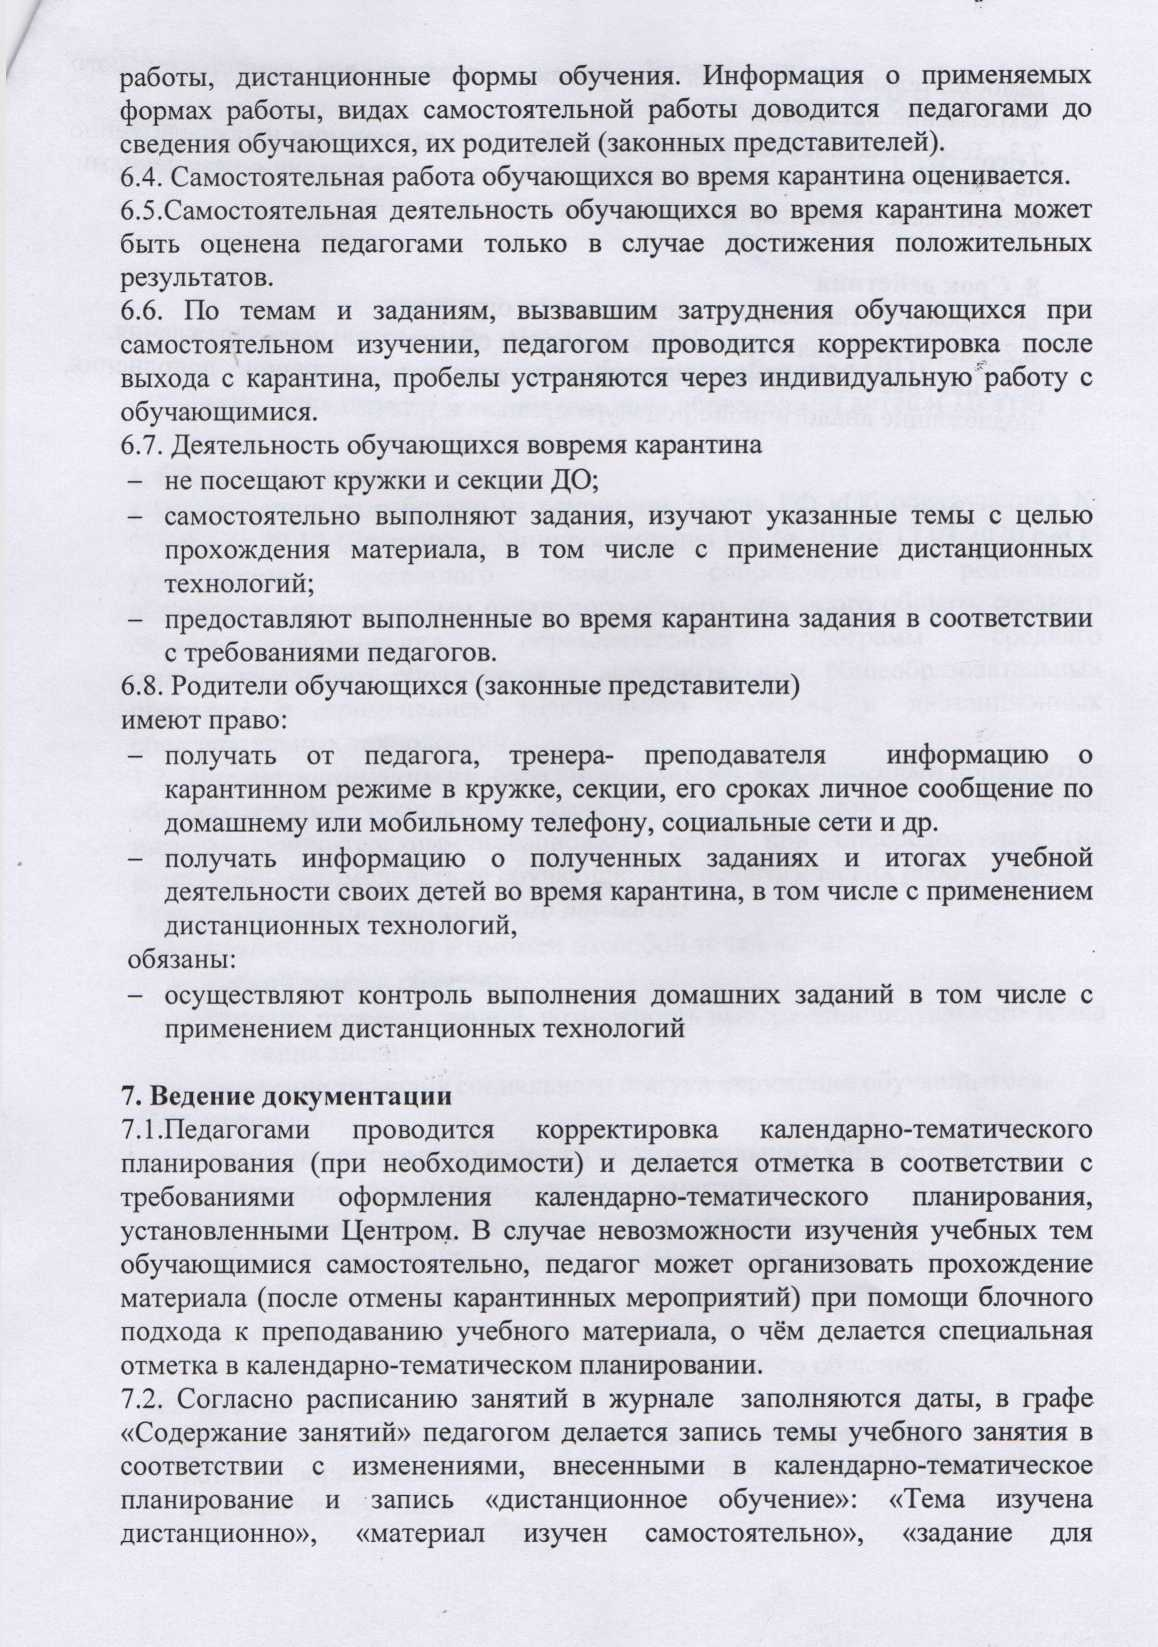 работы, дистанционные формы обучения. Информация о применяемых
формах работы, видах самостоятельной работы доводится педагогами до
сведения обучающихся, их родителей (законных представителей).
6.4. Самостоятельная работа обучающихся во время карантина оценивается.
6.5.Самостоятельная деятельность обучающихся во время карантина может
быть оценена педагогами только в случае достижения положительных
результатов.
6.6. По темам и заданиям, вызвавшим затруднения обучающихся при
самостоятельном изучении, педагогом проводится корректировка после
выхода с карантина, пробелы устраняются через индивидуальную работу с
обучающимися.
6.7. Деятельность обучающихся вовремя карантина
– не посещают кружки и секции ДО;
– самостоятельно выполняют задания, изучают указанные темы с целью
прохождения материала, в том числе с применение дистанционных
технологий;
– предоставляют выполненные во время карантина задания в соответствии
с требованиями педагогов.
6.8. Родители обучающихся (законные представители)
имеют право:
– получать от педагога, тренера- преподавателя информацию о
карантинном режиме в кружке, секции, его сроках личное сообщение по
домашнему или мобильному телефону, социальные сети и др.
– получать информацию о полученных заданиях и итогах учебной
деятельности своих детей во время карантина, в том числе с применением
дистанционных технологий,
обязаны:
– осуществляют контроль выполнения домашних заданий в том числе с
применением дистанционных технологий
7. Ведение документации
7.1.Педагогами проводится корректировка календарно-тематического
планирования (при необходимости) и делается отметка в соответствии с
требованиями оформления календарно-тематического планирования,
установленными Центром. В случае невозможности изучения учебных тем
обучающимися самостоятельно, педагог может организовать прохождение
материала (после отмены карантинных мероприятий) при помощи блочного
подхода к преподаванию учебного материала, о чём делается специальная
отметка в календарно-тематическом планировании.
7.2. Согласно расписанию занятий в журнале заполняются даты, в графе
«Содержание занятий» педагогом делается запись темы учебного занятия в
соответствии с изменениями, внесенными в календарно-тематическое
планирование и запись «дистанционное обучение»: «Тема изучена
дистанционно», «материал изучен самостоятельно», «задание для